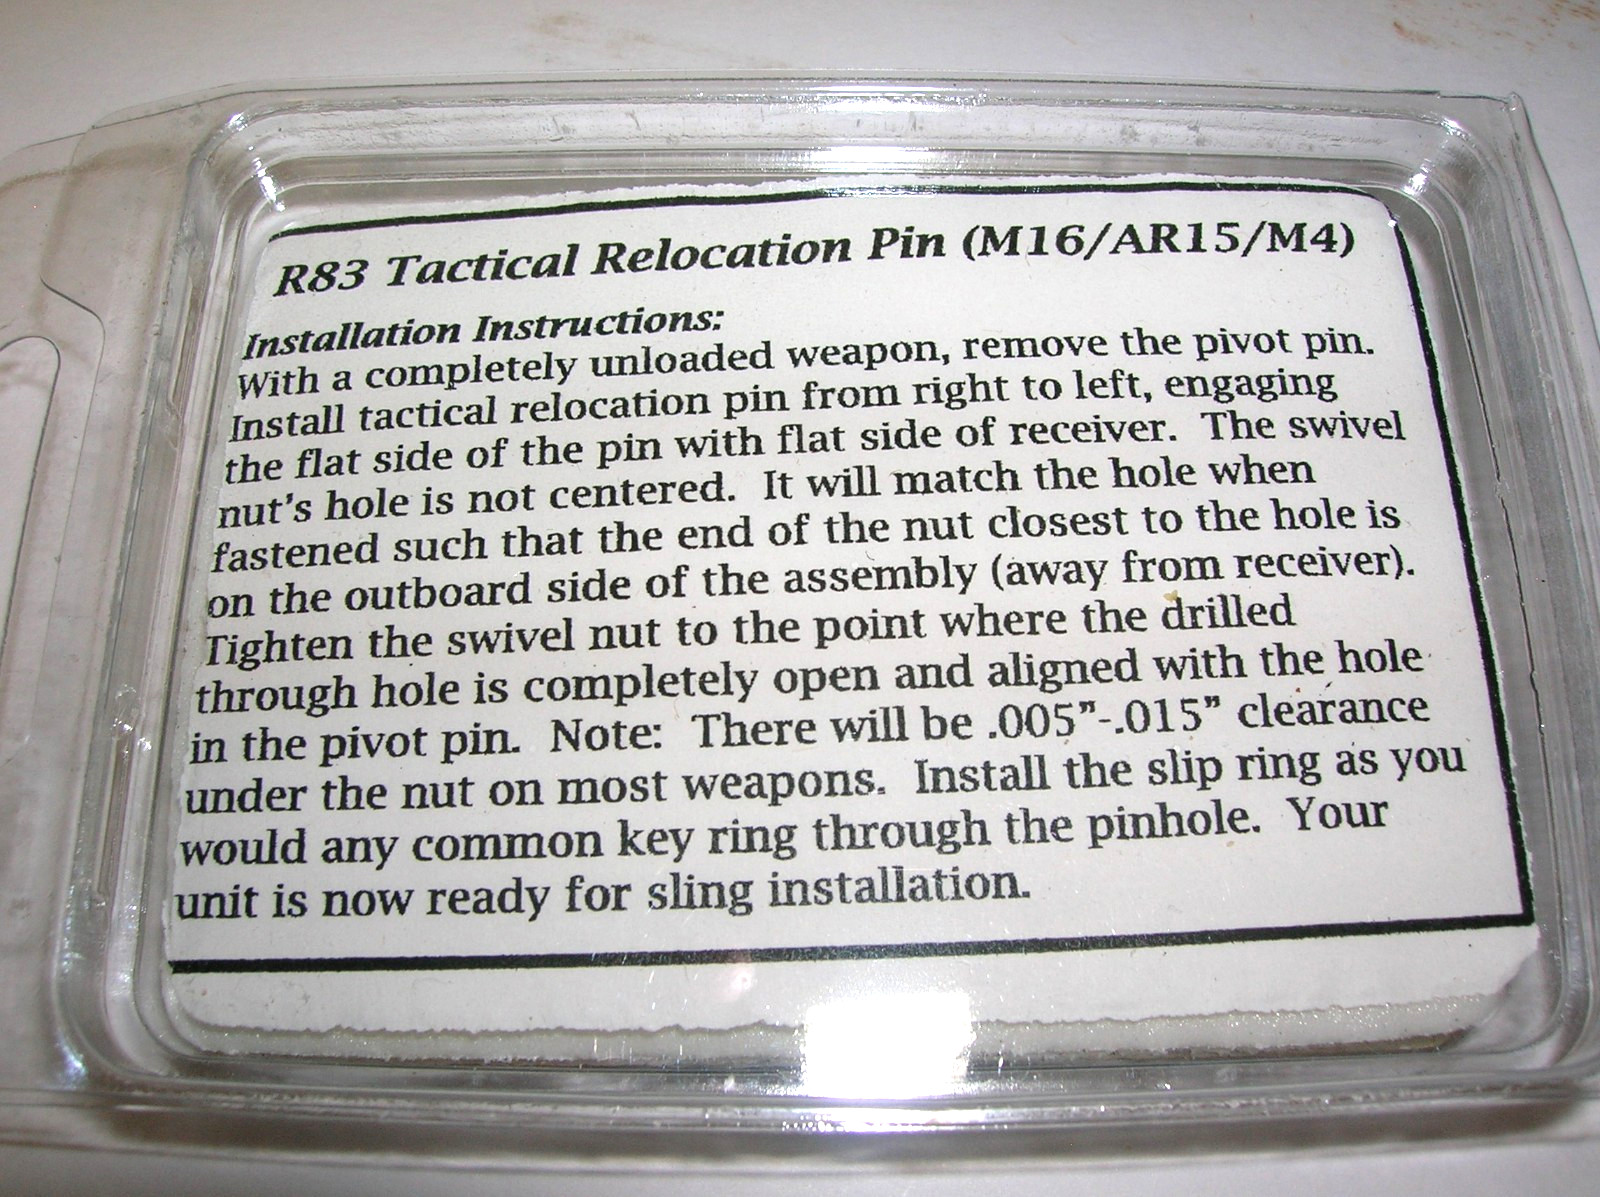 R83 Tactical Relocation Pin (M16/AR15/M4)
Installation Instructions:
With a completely unloaded weapon, remove the pivot pin.
Install tactical relocation pin from right to left, engaging
the flat side of the pin with flat side of receiver. The swivel
nut's hole is not centered. It will match the hole when
fastened such that the end of the nut closest to the hole is
on the outboard side of the assembly (away from receiver).
Tighten the swivel nut to the point where the drilled
through hole is completely open and aligned with the hole
in the pivot pin. Note: There will be .005”-.015” clearance
under the nut on most weapons. Install the slip ring as you
would any common key ring through the pinhole. Your
unit is now ready for sling installation.